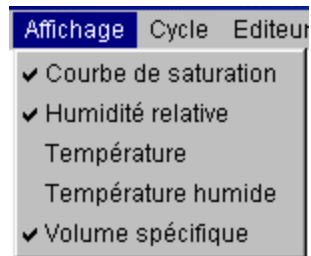 Affichage Cycle Editeur
✔ Courbe de saturation
✔ Humidité relative
Température
Température humide
✔ Volume spécifique